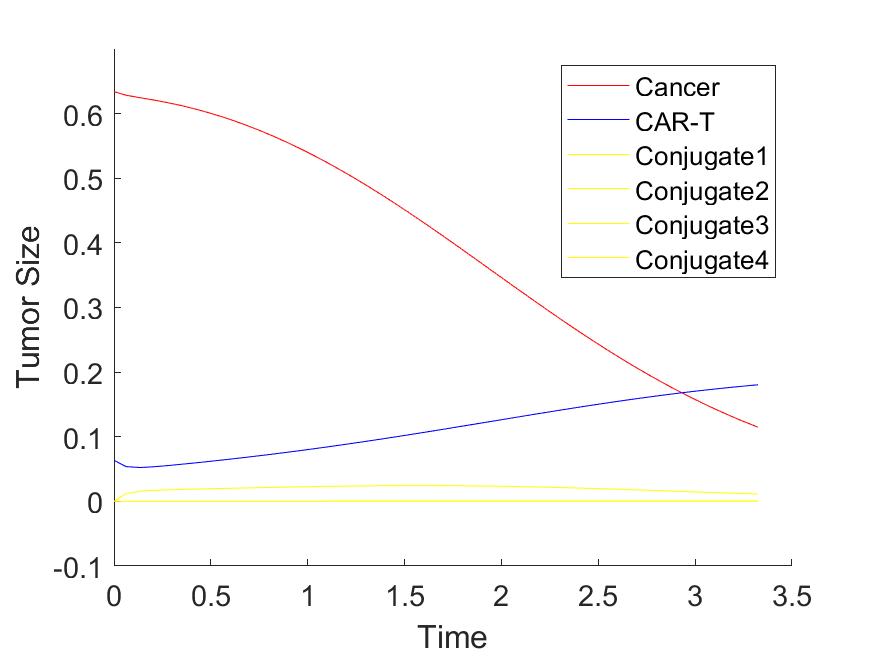 Cancer
CAR-T
Conjugate1
Conjugate2
Conjugate3
Conjugate4
Tumor Size
0.6
0.5
0.4
0.3
0.2
0.1
0
-0.1
0 0.5 1 1.5 2 2.5 3 3.5
Time